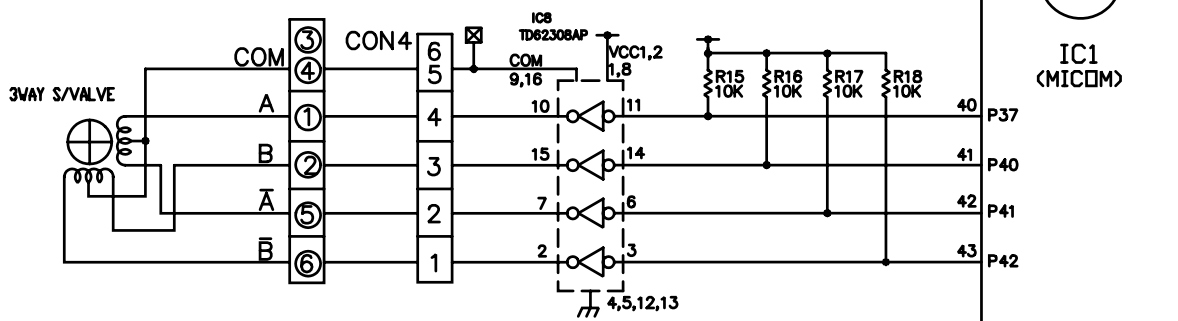 IC8
TD62308AP
③
CON4
6
COM
④
5
COM
VCC1,2
9,16
1,8
R15
10K
R16
10K
R17
10K
R18
10K
IC1
(MICOM)
3WAY S/VALVE
A
①
4
10
11
40
P37
B
②
3
15
14
41
P40
A̅
⑤
2
7
6
42
P41
B̅
⑥
1
2
3
43
P42
4,5,12,13